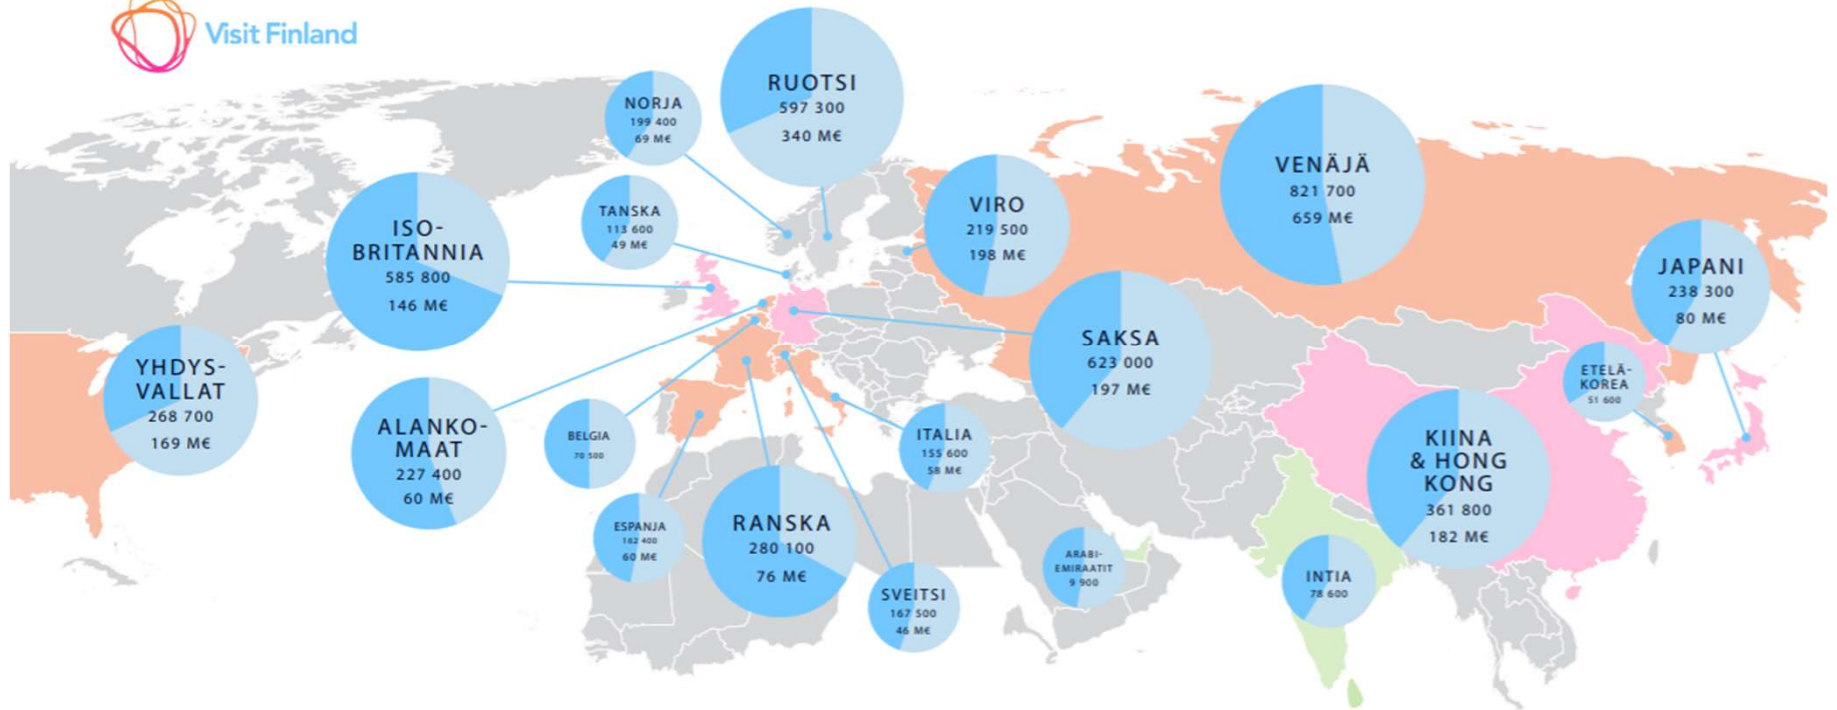 Visit Finland
NORJA
199 400
69 M€
RUOTSI
597 300
340 M€
VENÄJÄ
821 700
659 M€
ISO-
BRITANNIA
585 800
146 M€
TANSKA
113 600
49 M€
VIRO
219 500
198 M€
JAPANI
238 300
80 M€
YHDYS-
VALLAT
268 700
169 M€
SAKSA
623 000
197 M€
ETELÄ-
KOREA
51 600
ALANKO-
MAAT
227 400
60 M€
BELGIA
70 500
ITALIA
155 600
58 M€
KIINA
& HONG
KONG
361 800
182 M€
ESPANJA
162 400
60 M€
RANSKA
280 100
76 M€
SVEITSI
167 500
46 M€
ARABI-
EMIRAATIT
9 900
INTIA
78 600